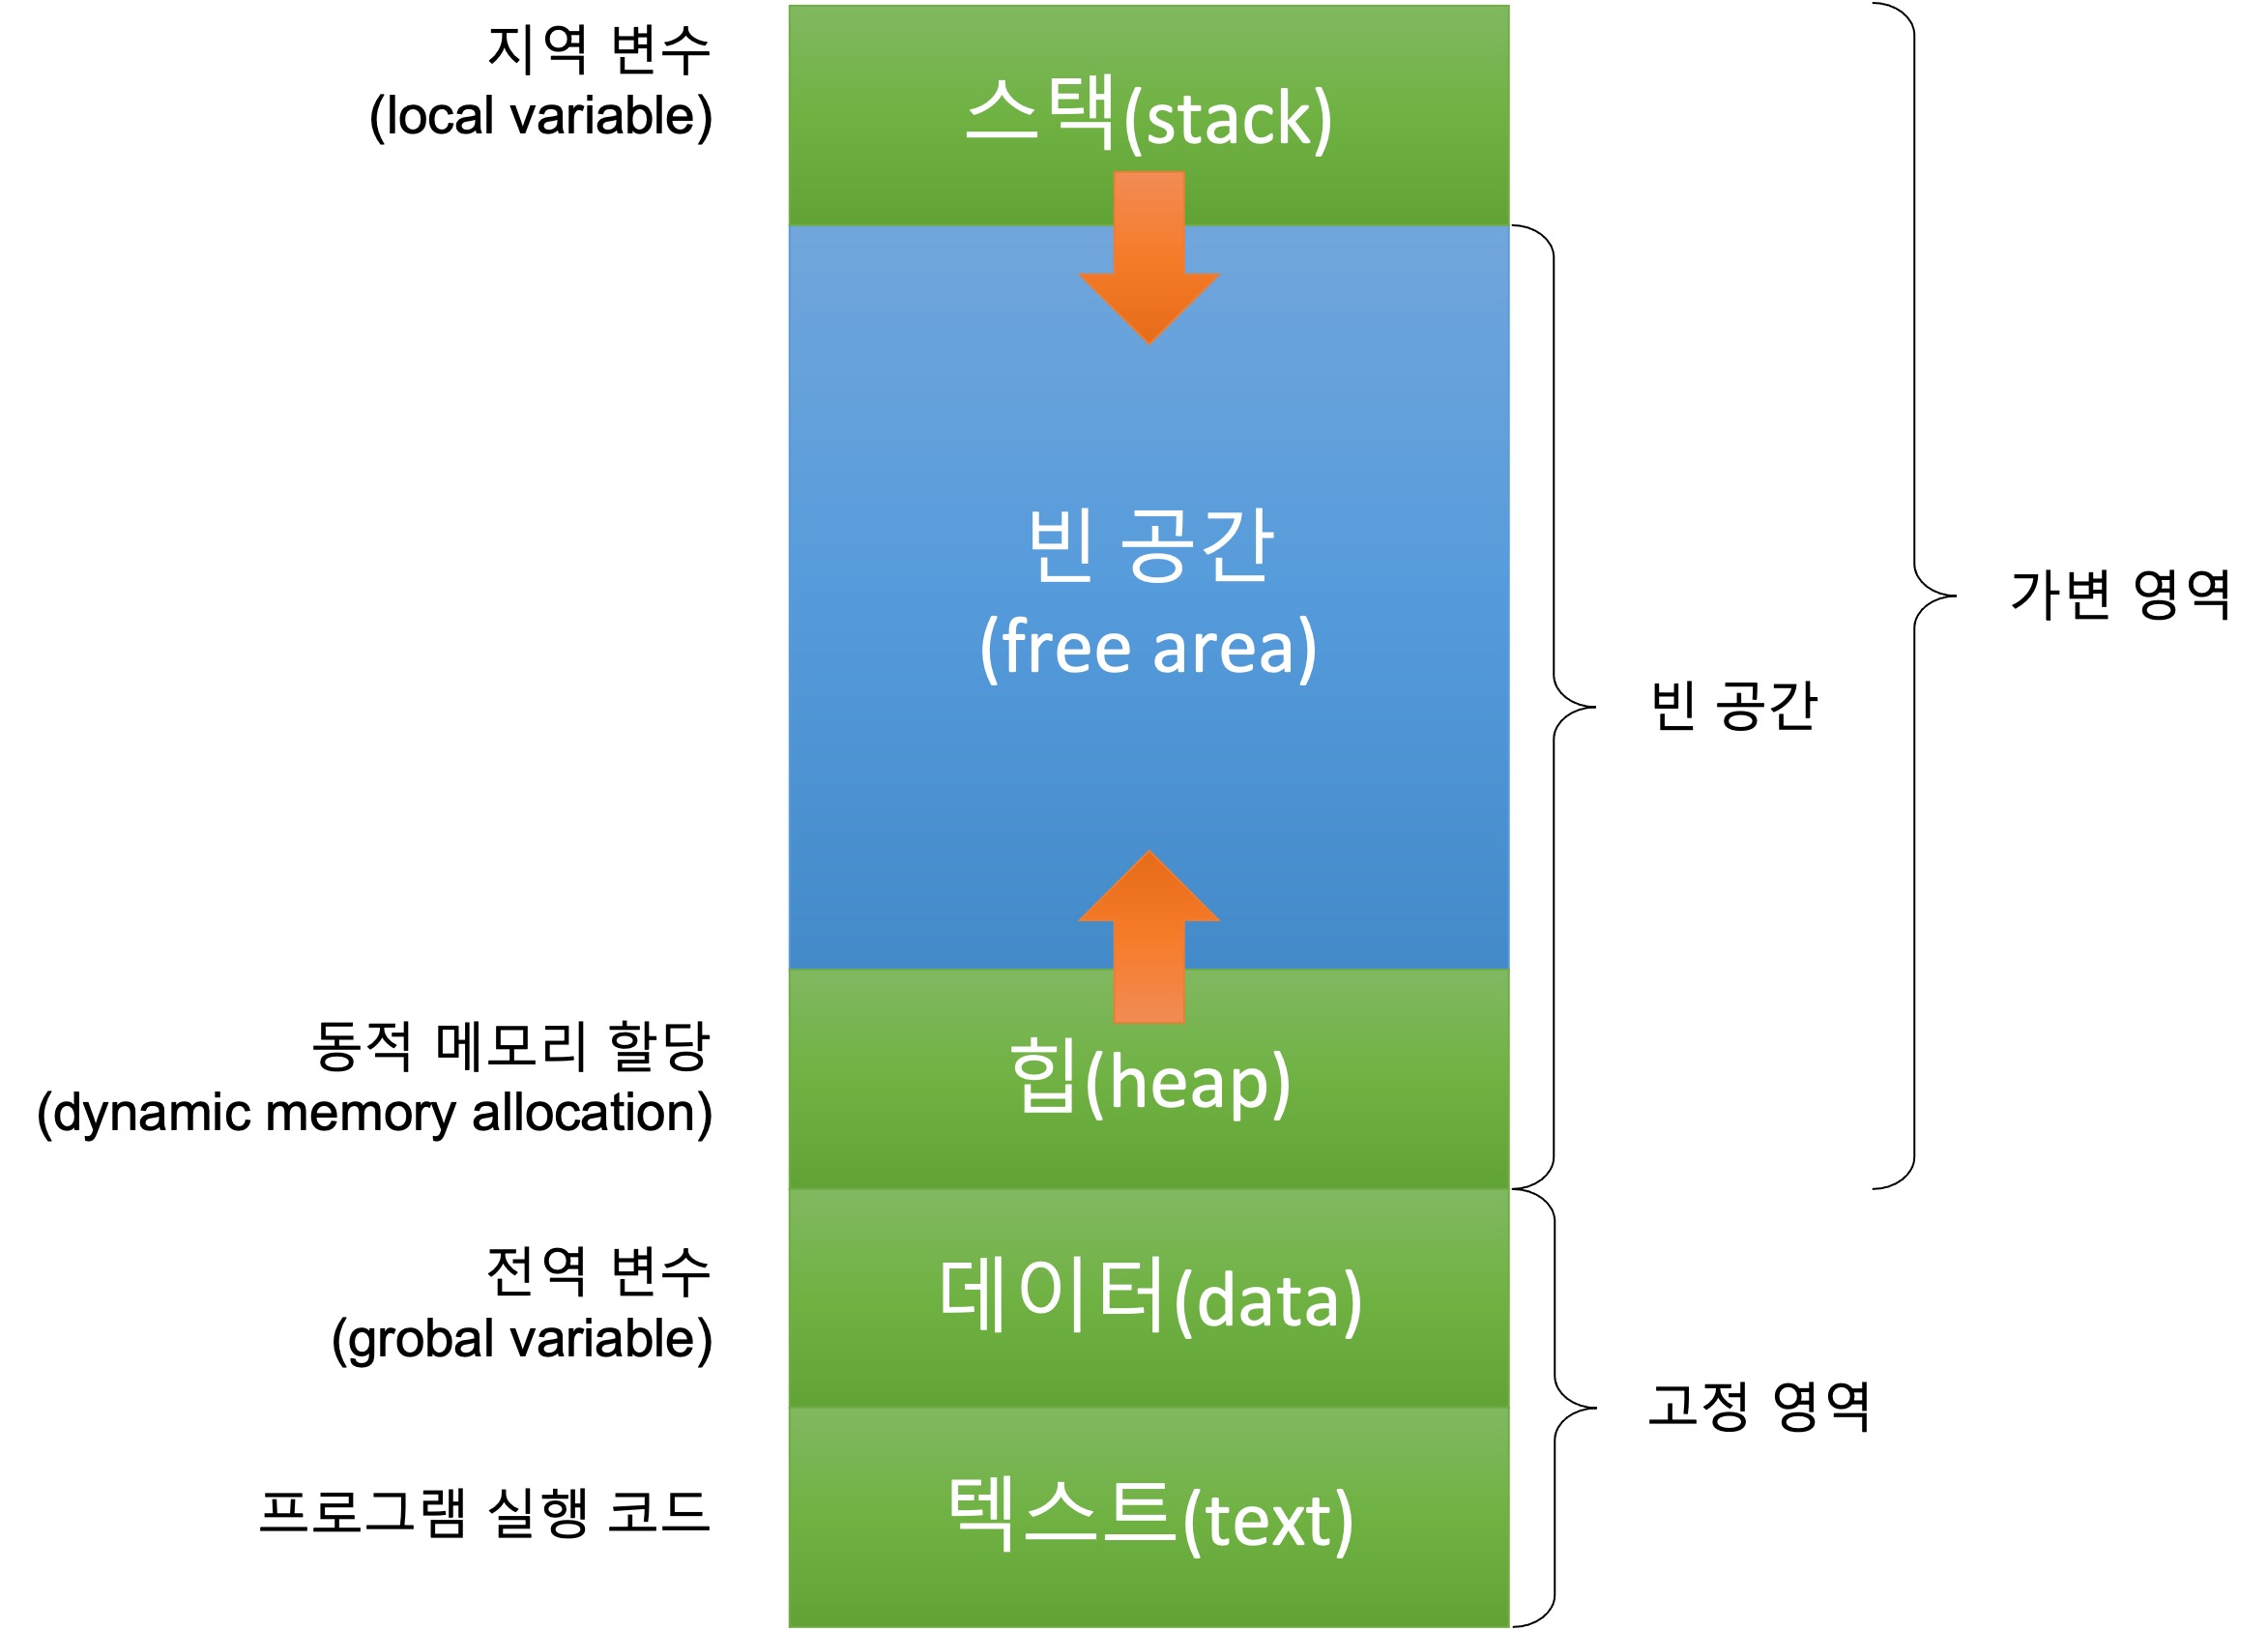 지역 변수
(local variable)
스택(stack)
빈 공간
(free area)
가변 영역
빈 공간
동적 메모리 할당
(dynamic memory allocation)
힙(heap)
전역 변수
(grobal variable)
데이터(data)
고정 영역
프로그램 실행 코드
텍스트(text)